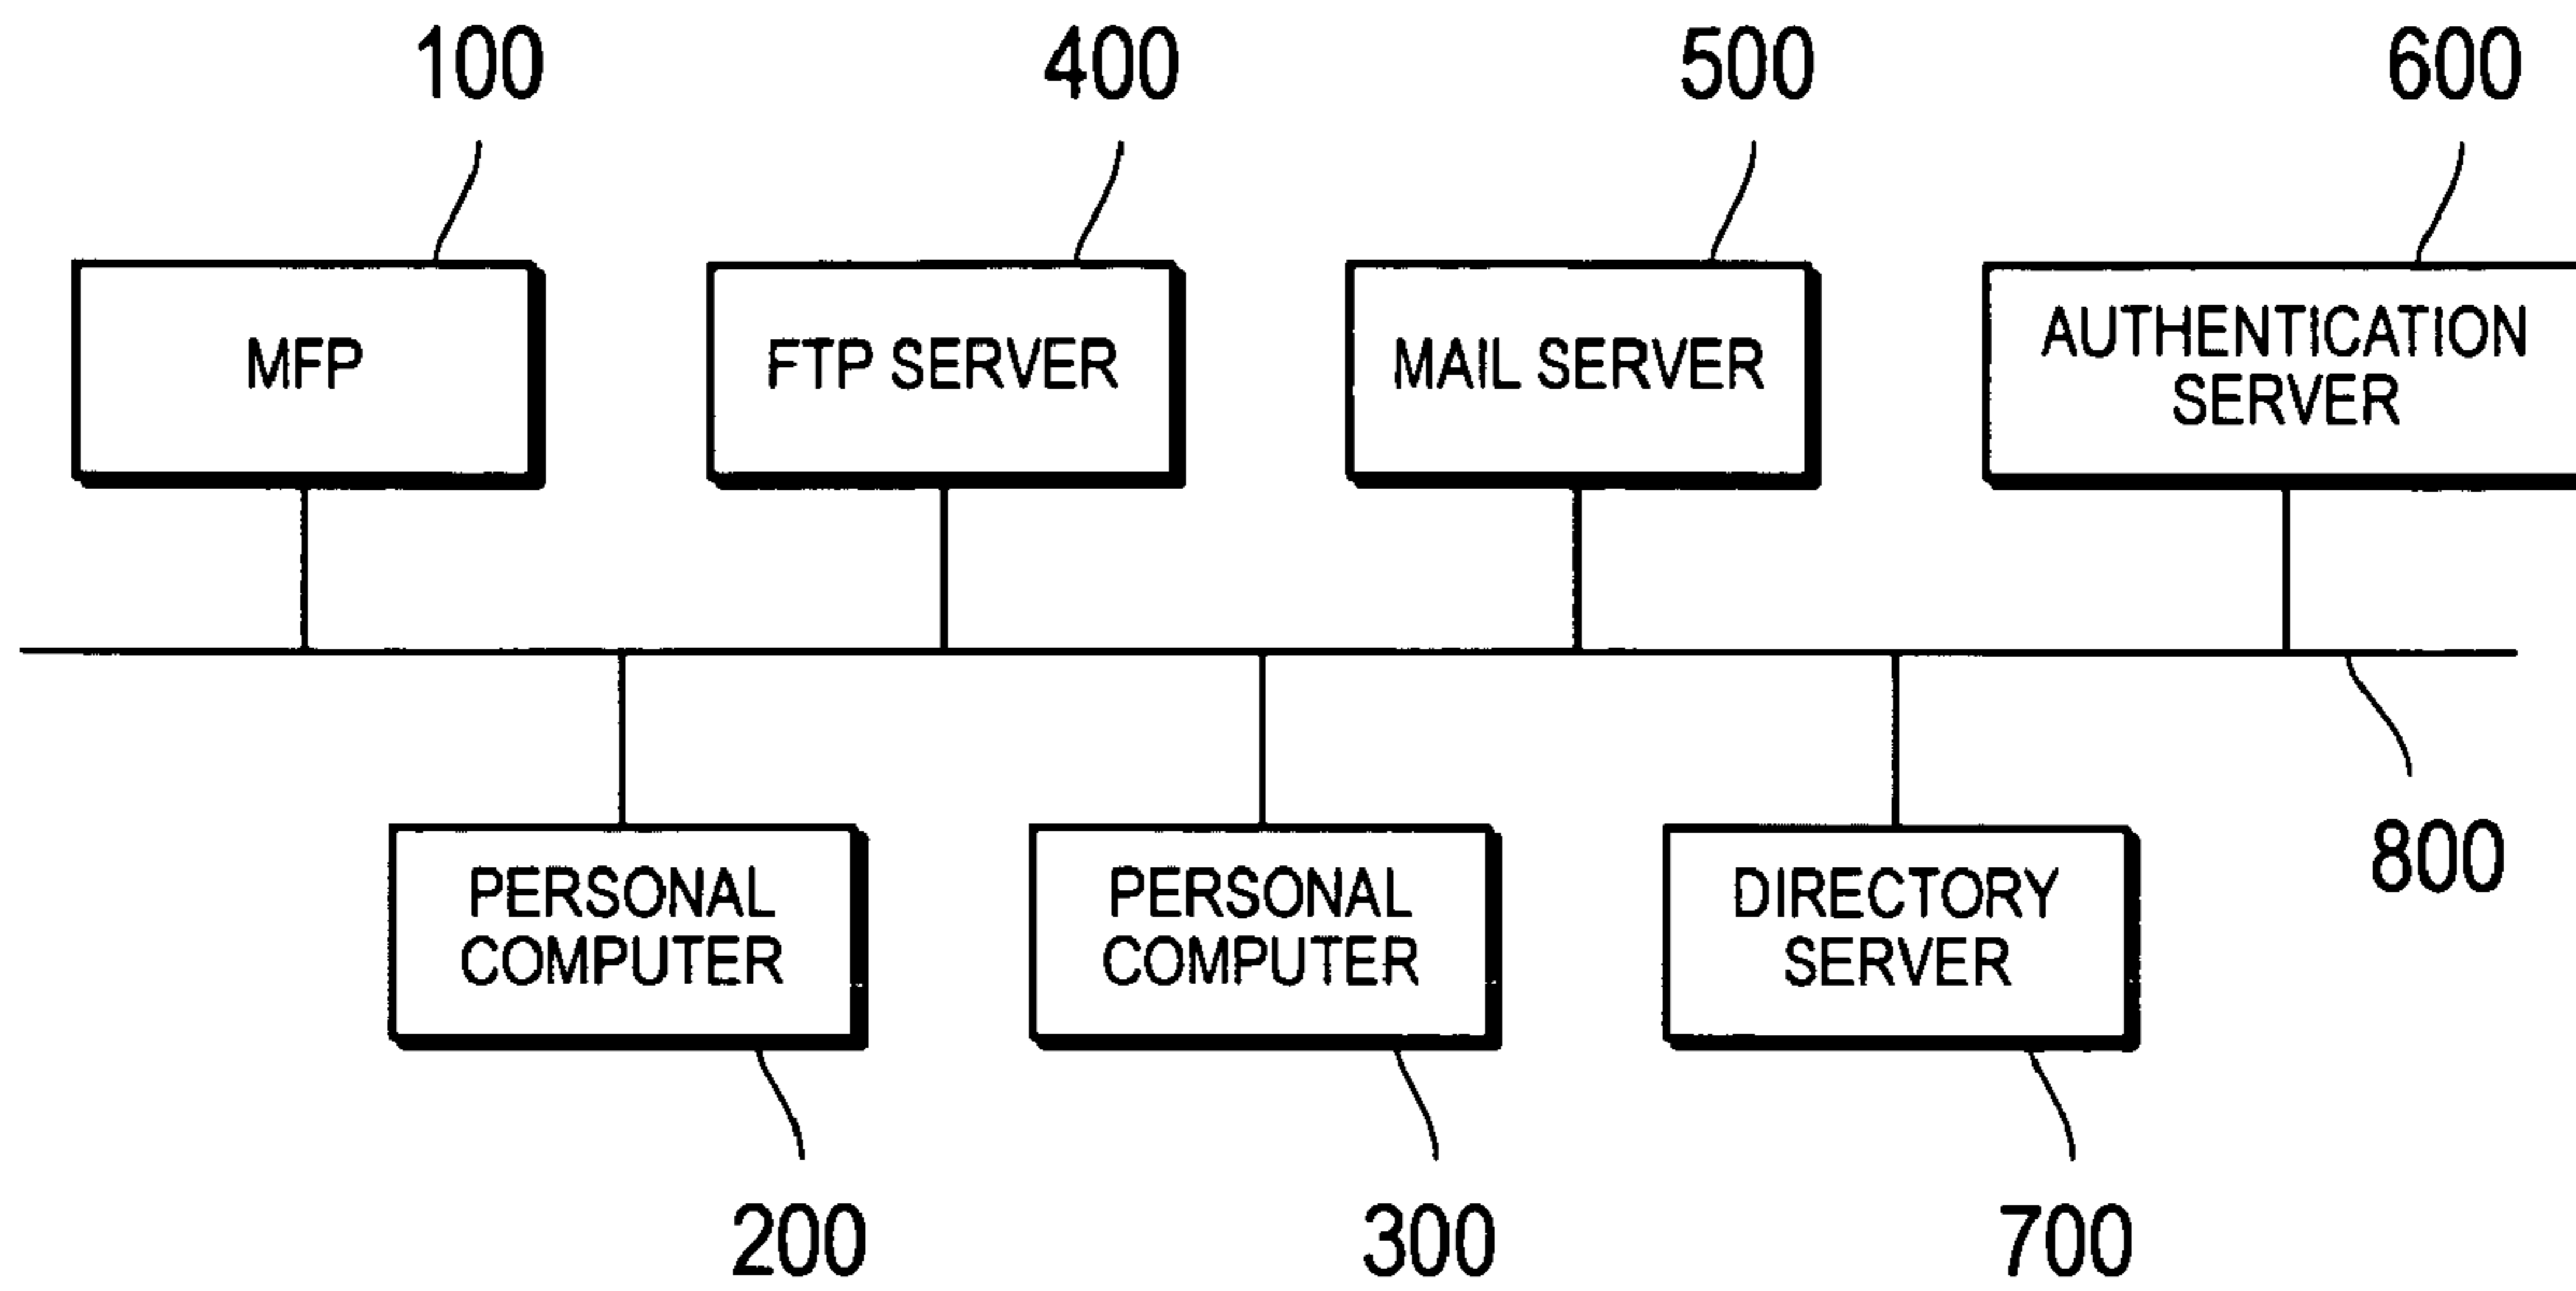 100
400
500
600
MFP
FTP SERVER
MAIL SERVER
AUTHENTICATION
SERVER
PERSONAL
COMPUTER
PERSONAL
COMPUTER
DIRECTORY
SERVER
800
200
300
700